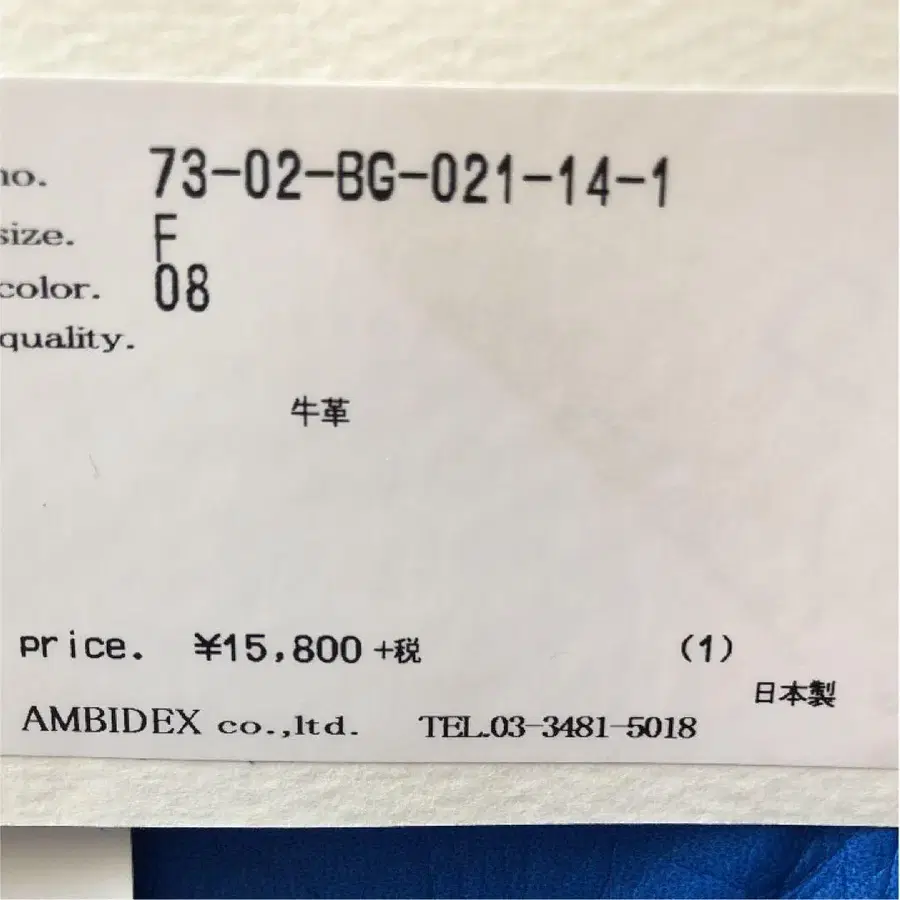 no. 73-02-BG-021-14-1
size. F
color. 08
quality.
牛革
price. ¥15,800 +税 (1)
日本製
AMBIDEX co.,ltd. TEL.03-3481-5018